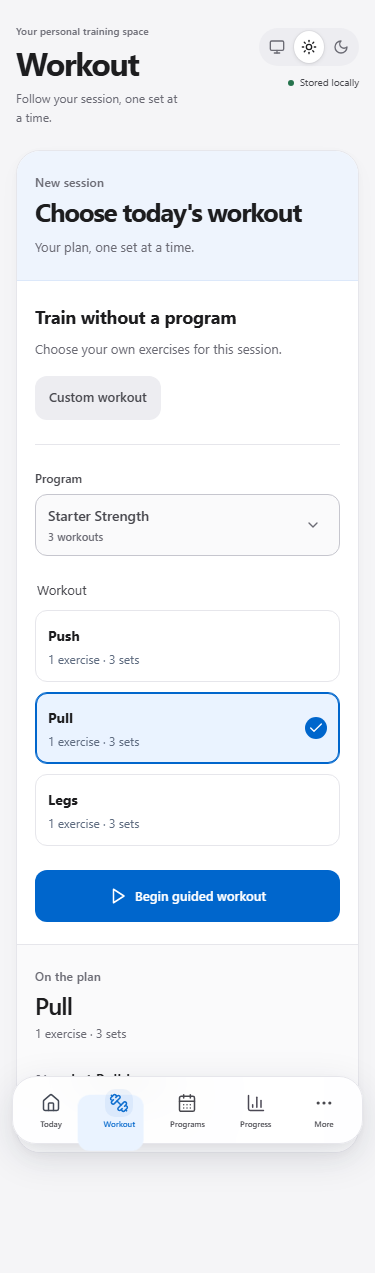 Your personal training space
Workout
Follow your session, one set at
a time.
Stored locally
New session
Choose today's workout
Your plan, one set at a time.
Train without a program
Choose your own exercises for this session.
Custom workout
Program
Starter Strength
3 workouts
Workout
Push
1 exercise · 3 sets
Pull
1 exercise · 3 sets
Legs
1 exercise · 3 sets
Begin guided workout
On the plan
Pull
1 exercise · 3 sets
Today
Workout
Programs
Progress
More